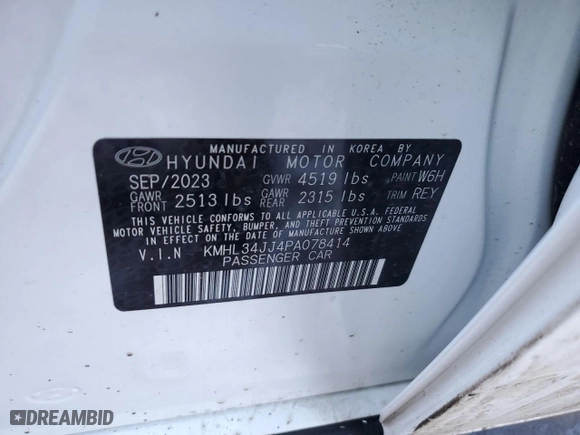 MANUFACTURED IN KOREA BY
HYUNDAI MOTOR COMPANY
SEP/2023 GVWR 4519 lbs PAINT W6H
GAWR FRONT 2513 lbs GAWR REAR 2315 lbs TRIM REY
THIS VEHICLE CONFORMS TO ALL APPLICABLE U.S.A. FEDERAL
MOTOR VEHICLE SAFETY, BUMPER, AND THEFT PREVENTION
STANDARDS IN EFFECT ON THE DATE OF MANUFACTURE SHOWN ABOVE
V.I.N KMHL34JJ4PA078414
PASSENGER CAR
DREAMBID